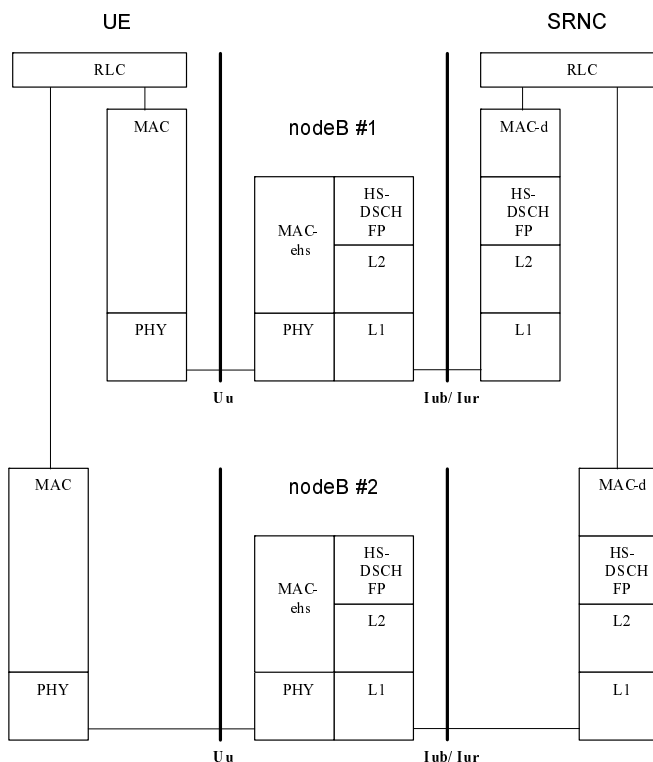 UE
SRNC
RLC
RLC
MAC
nodeB #1
MAC-d
MAC-
ehs
HS-
DSCH
FP
HS-
DSCH
FP
L2
L2
PHY
PHY
L1
L1
Uu
Iub/ Iur
MAC
nodeB #2
MAC-d
MAC-
ehs
HS-
DSCH
FP
HS-
DSCH
FP
L2
L2
PHY
PHY
L1
L1
Uu
Iub/ Iur